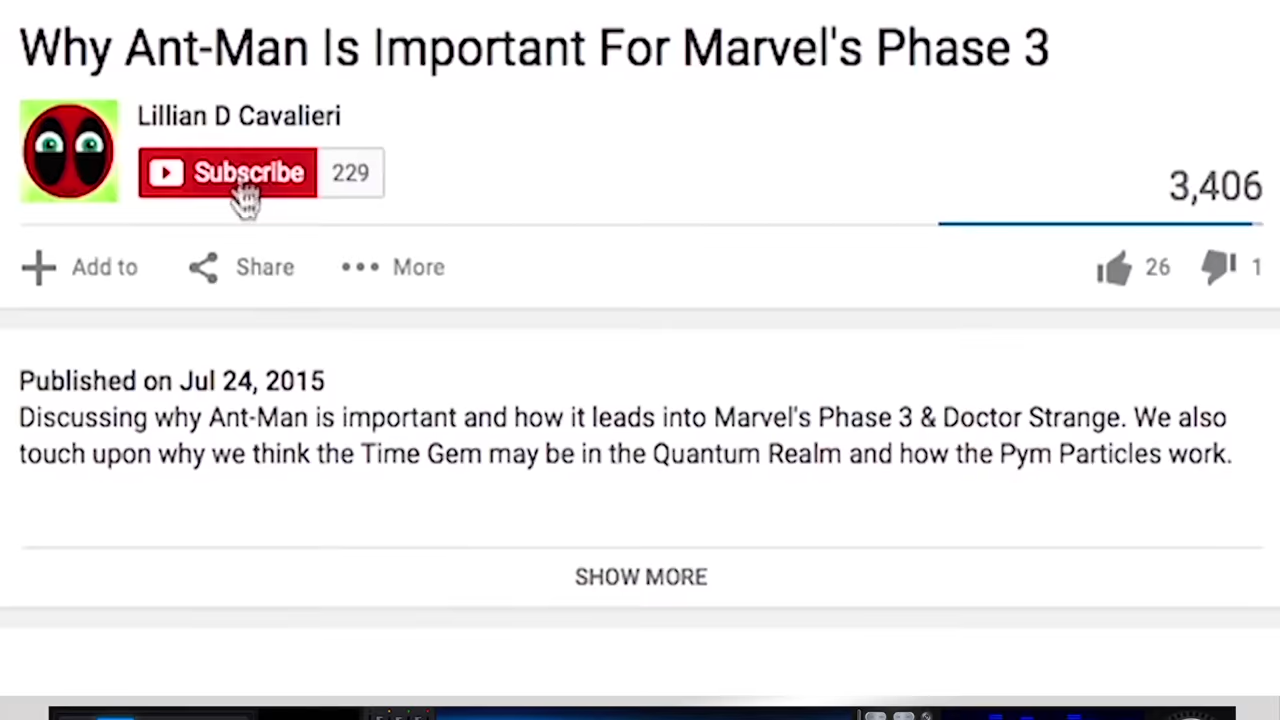 Why Ant-Man Is Important For Marvel's Phase 3
Lillian D Cavalieri
Subscribe 229
3,406
Add to Share More 26 1
Published on Jul 24, 2015
Discussing why Ant-Man is important and how it leads into Marvel's Phase 3 & Doctor Strange. We also
touch upon why we think the Time Gem may be in the Quantum Realm and how the Pym Particles work.
SHOW MORE